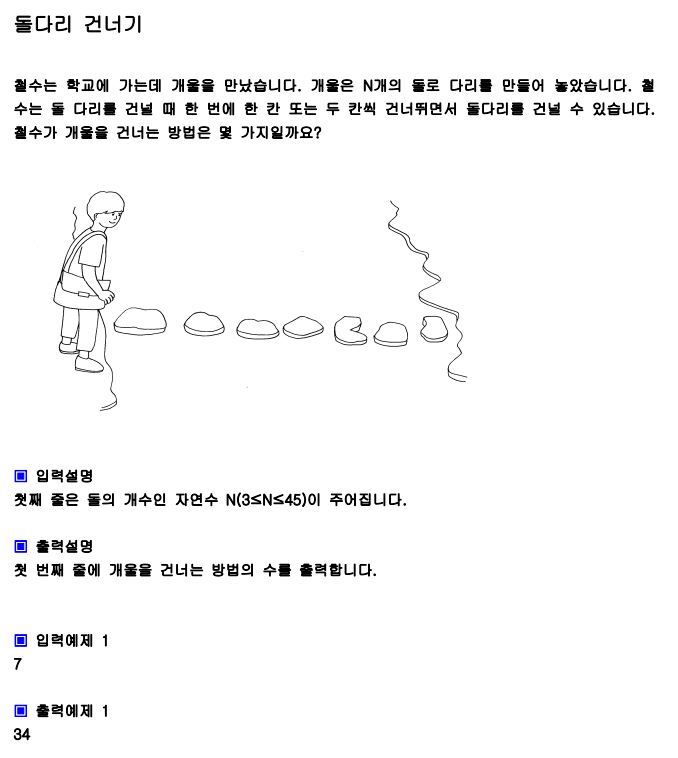 돌다리 건너기
철수는 학교에 가는데 개울을 만났습니다. 개울은 N개의 돌로 다리를 만들어 놓았습니다. 철
수는 돌 다리를 건널 때 한 번에 한 칸 또는 두 칸씩 건너뛰면서 돌다리를 건널 수 있습니다.
철수가 개울을 건너는 방법은 몇 가지일까요?
▣ 입력설명
첫째 줄은 돌의 개수인 자연수 N(3≤N≤45)이 주어집니다.
▣ 출력설명
첫 번째 줄에 개울을 건너는 방법의 수를 출력합니다.
▣ 입력예제 1
7
▣ 출력예제 1
34